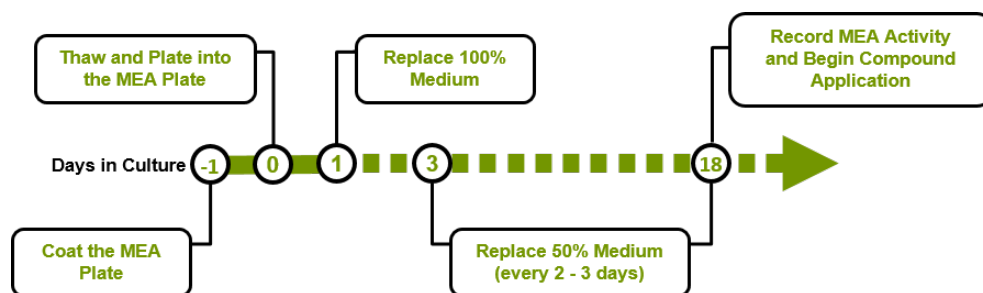 Thaw and Plate into
the MEA Plate
Replace 100%
Medium
Record MEA Activity
and Begin Compound
Application
Days in Culture
-1
0
1
3
18
Coat the MEA
Plate
Replace 50% Medium
(every 2 - 3 days)